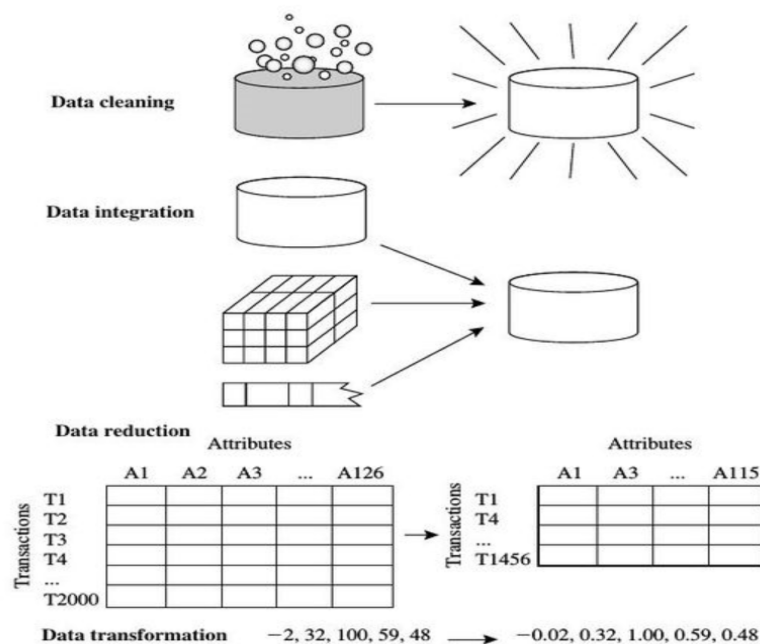 Data cleaning
Data integration
Data reduction
Attributes
A1 A2 A3 ... A126
Transactions
T1
T2
T3
T4
...
T2000
Attributes
A1 A3 ... A115
Transactions
T1
T4
...
T1456
Data transformation −2, 32, 100, 59, 48 −0.02, 0.32, 1.00, 0.59, 0.48